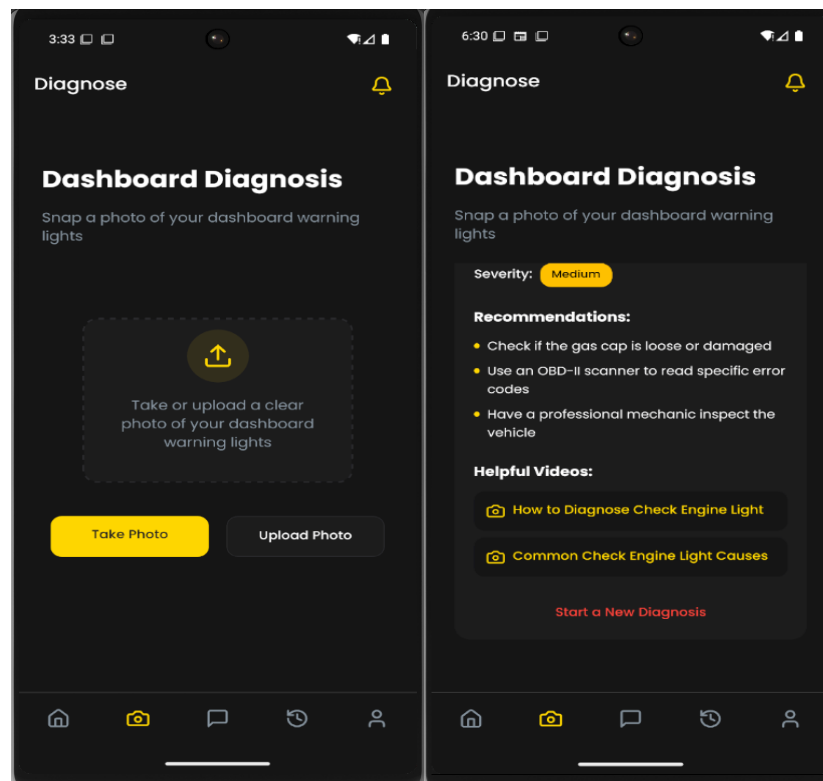 3:33
Diagnose
Dashboard Diagnosis
Snap a photo of your dashboard warning
lights
Take or upload a clear
photo of your dashboard
warning lights
Take Photo
Upload Photo
6:30
Diagnose
Dashboard Diagnosis
Snap a photo of your dashboard warning
lights
Severity: Medium
Recommendations:
• Check if the gas cap is loose or damaged
• Use an OBD-II scanner to read specific error
codes
• Have a professional mechanic inspect the
vehicle
Helpful Videos:
How to Diagnose Check Engine Light
Common Check Engine Light Causes
Start a New Diagnosis